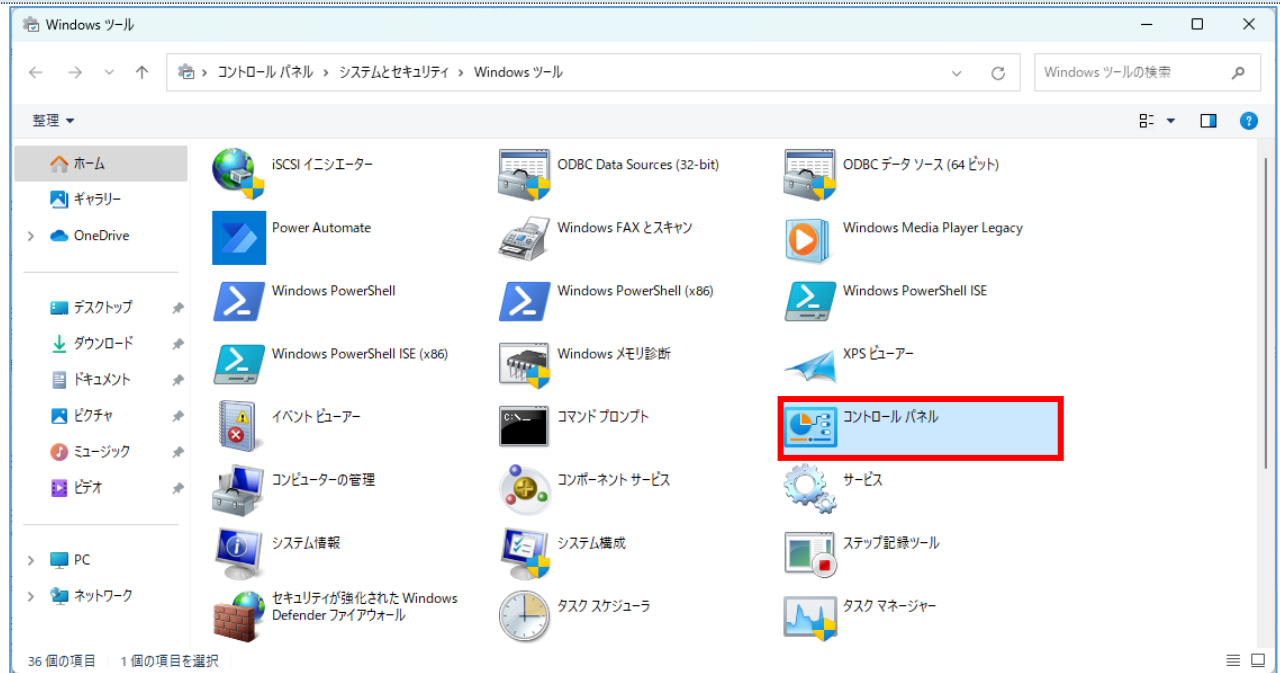 Windows ツール
コントロール パネル > システムとセキュリティ > Windows ツール
Windows ツールの検索
整理
ホーム
ギャラリー
OneDrive
デスクトップ
ダウンロード
ドキュメント
ピクチャ
ミュージック
ビデオ
PC
ネットワーク
iSCSI イニシエーター
ODBC Data Sources (32-bit)
ODBC データ ソース (64 ビット)
Power Automate
Windows FAX とスキャン
Windows Media Player Legacy
Windows PowerShell
Windows PowerShell (x86)
Windows PowerShell ISE
Windows PowerShell ISE (x86)
Windows メモリ診断
XPS ビューアー
イベント ビューアー
コマンド プロンプト
コントロール パネル
コンピューターの管理
コンポーネント サービス
サービス
システム情報
システム構成
ステップ記録ツール
セキュリティが強化された Windows
Defender ファイアウォール
タスク スケジューラ
タスク マネージャー
36 個の項目
1 個の項目を選択